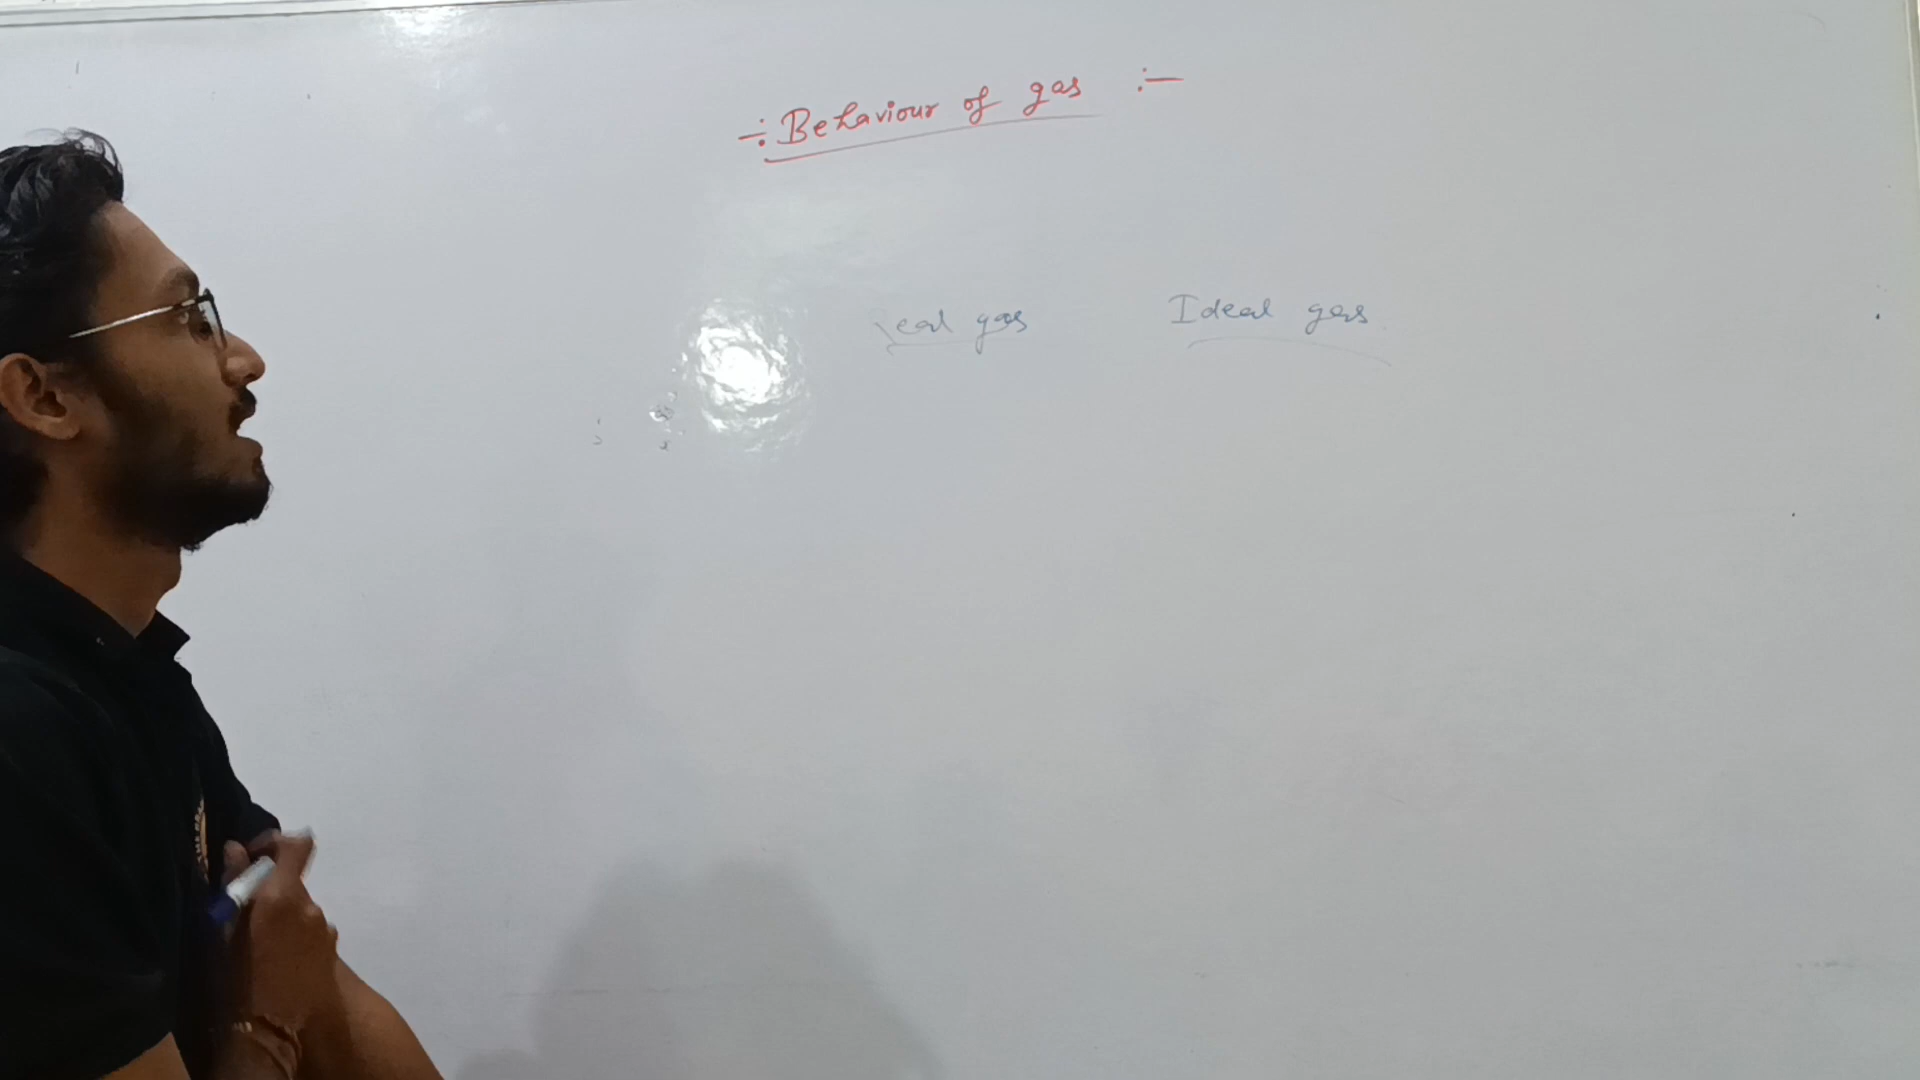 ÷ Behaviour of gas :-
Real gas Ideal gas